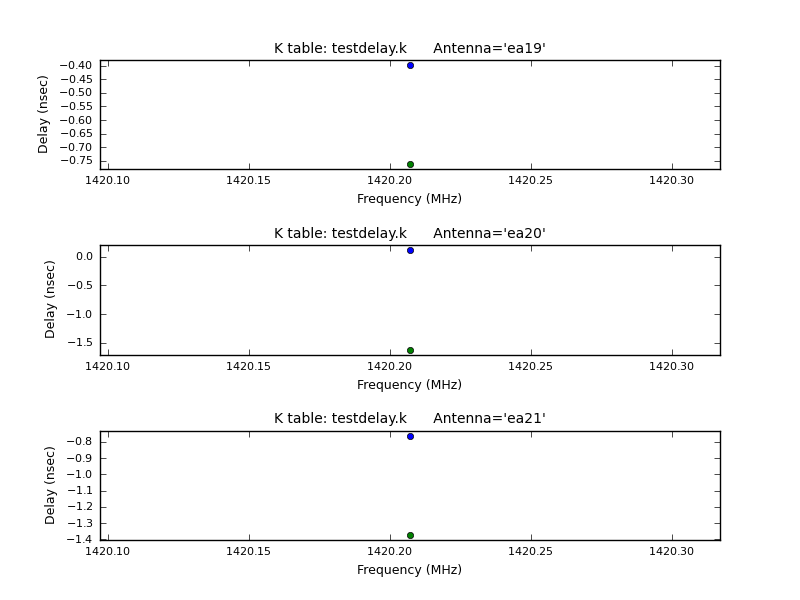 K table: testdelay.k      Antenna='ea19'
Delay (nsec)
−0.40
−0.45
−0.50
−0.55
−0.60
−0.65
−0.70
−0.75
1420.10 1420.15 1420.20 1420.25 1420.30
Frequency (MHz)
K table: testdelay.k      Antenna='ea20'
Delay (nsec)
0.0
−0.5
−1.0
−1.5
1420.10 1420.15 1420.20 1420.25 1420.30
Frequency (MHz)
K table: testdelay.k      Antenna='ea21'
Delay (nsec)
−0.8
−0.9
−1.0
−1.1
−1.2
−1.3
−1.4
1420.10 1420.15 1420.20 1420.25 1420.30
Frequency (MHz)